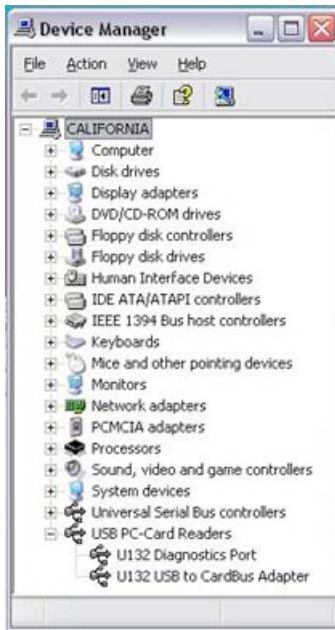 Device Manager
File Action View Help
CALIFORNIA
Computer
Disk drives
Display adapters
DVD/CD-ROM drives
Floppy disk controllers
Floppy disk drives
Human Interface Devices
IDE ATA/ATAPI controllers
IEEE 1394 Bus host controllers
Keyboards
Mice and other pointing devices
Monitors
Network adapters
PCMCIA adapters
Processors
Sound, video and game controllers
System devices
Universal Serial Bus controllers
USB PC-Card Readers
U132 Diagnostics Port
U132 USB to CardBus Adapter